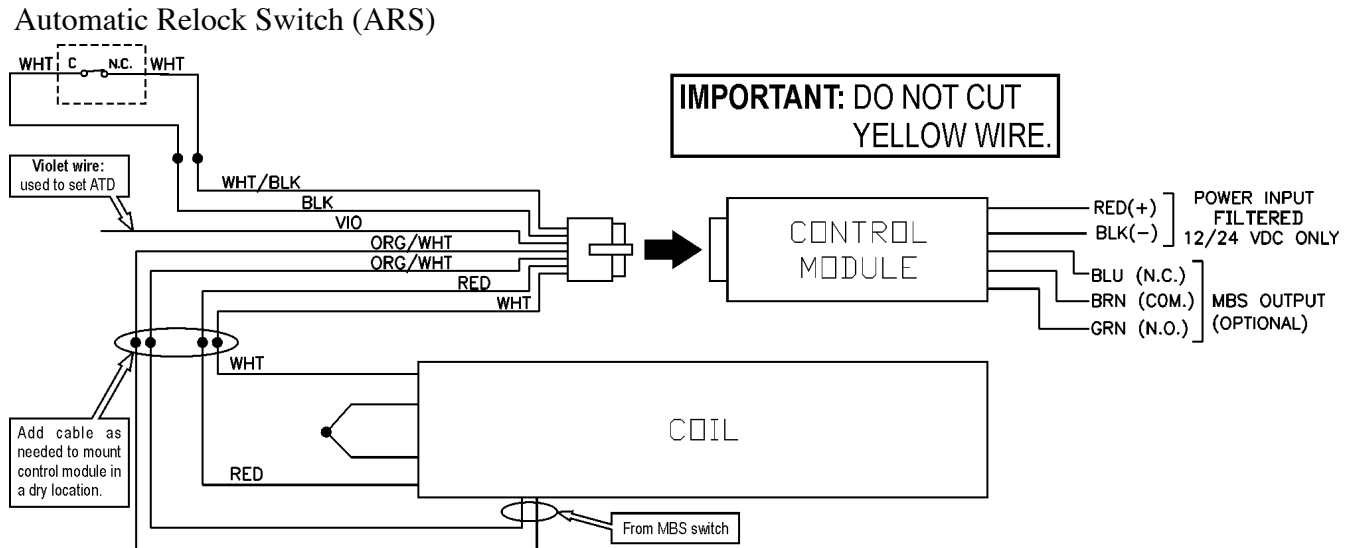 Automatic Relock Switch (ARS)
WHT C N.C. WHT
IMPORTANT: DO NOT CUT
YELLOW WIRE.
Violet wire:
used to set ATD
WHT/BLK
BLK
VIO
ORG/WHT
ORG/WHT
RED
WHT
CONTROL
MODULE
RED(+)
BLK(-)
POWER INPUT
FILTERED
12/24 VDC ONLY
BLU (N.C.)
BRN (COM.)
GRN (N.O.)
MBS OUTPUT
(OPTIONAL)
WHT
COIL
RED
Add cable as
needed to mount
control module in
a dry location.
From MBS switch